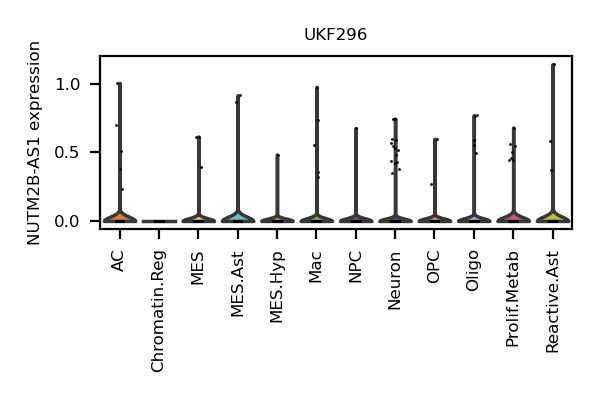 UKF296
NUTM2B-AS1 expression
1.0
0.5
0.0
AC
Chromatin.Reg
MES
MES.Ast
MES.Hyp
Mac
NPC
Neuron
OPC
Oligo
Prolif.Metab
Reactive.Ast